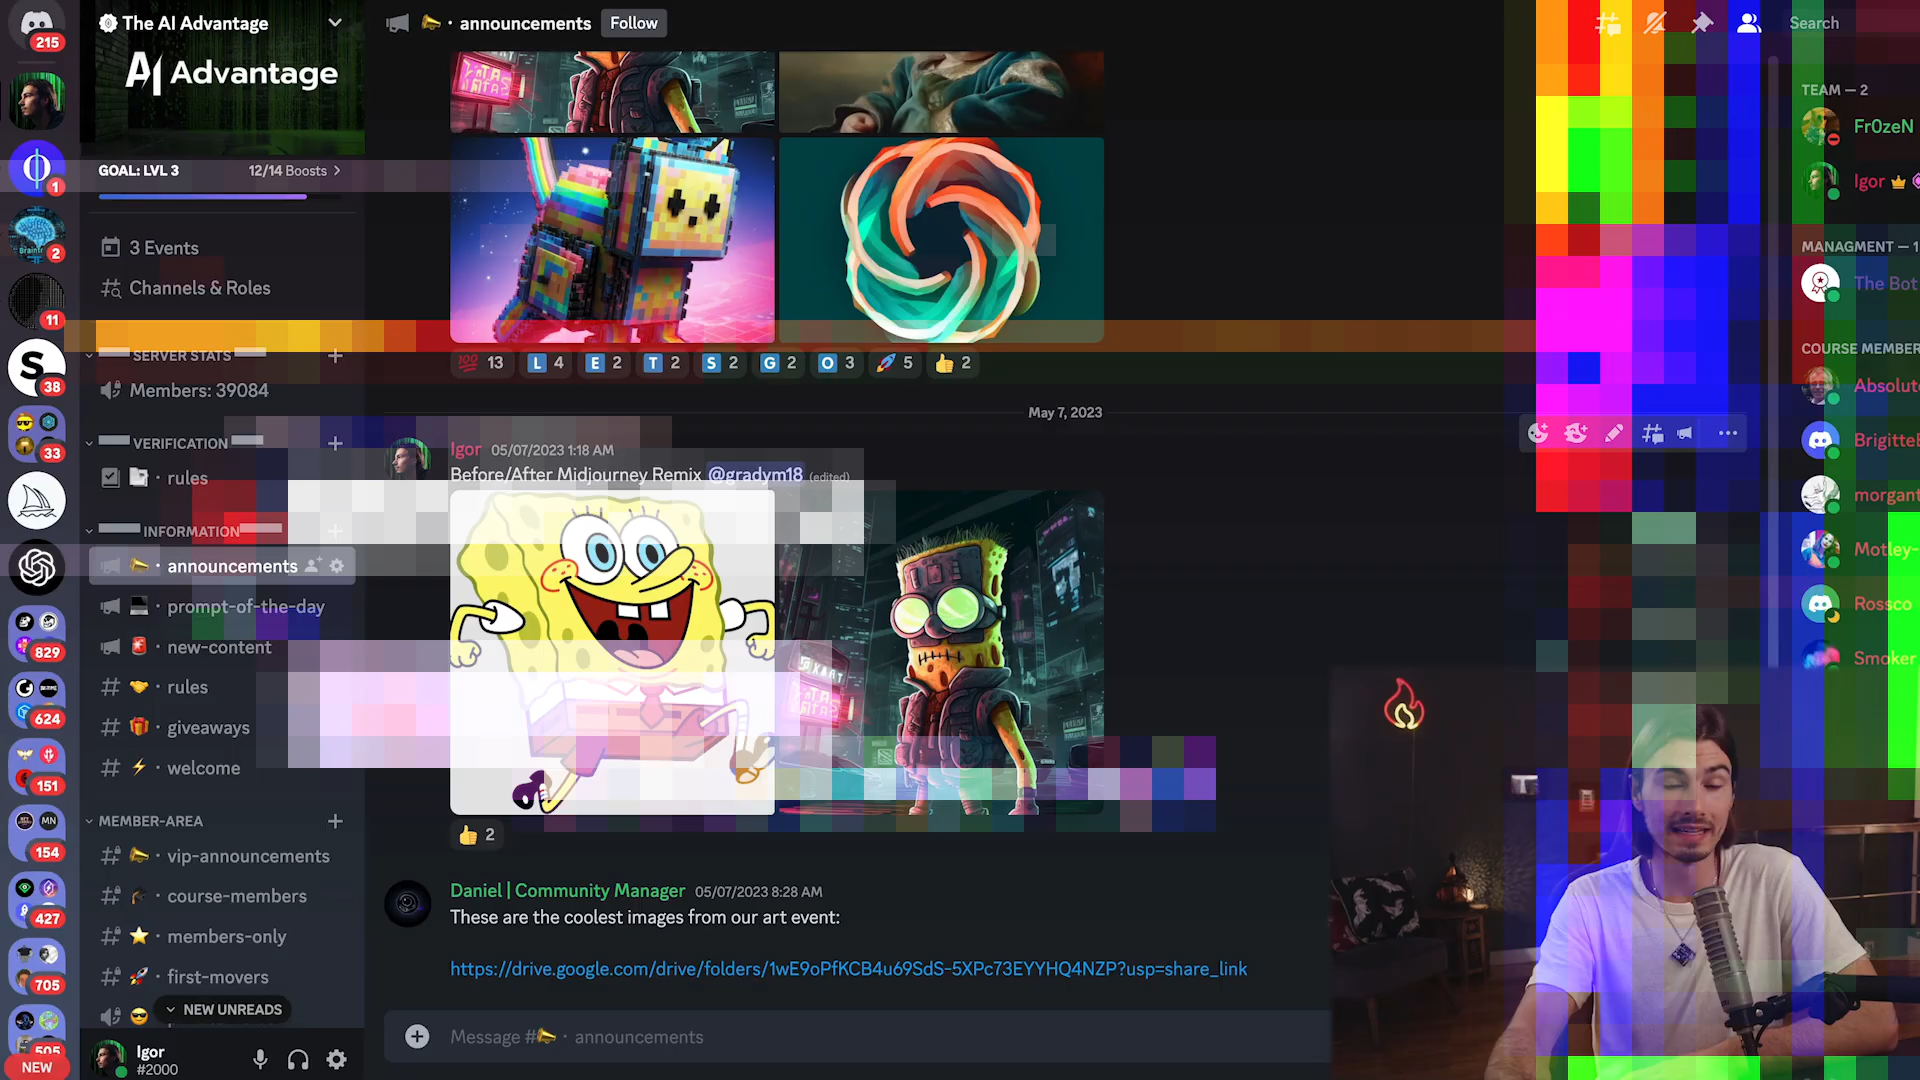 215
The AI Advantage
AI Advantage
GOAL: LVL 3
12/14 Boosts
1
3 Events
2
Channels & Roles
11
SERVER STATS
Members: 39084
38
VERIFICATION
33
rules
INFORMATION
announcements
prompt-of-the-day
829
new-content
rules
624
giveaways
welcome
151
MEMBER-AREA
MN
154
vip-announcements
course-members
427
members-only
first-movers
705
NEW UNREADS
505
NEW
Igor
#2000
announcements
Follow
13
L 4
E 2
T 2
S 2
G 2
O 3
5
2
May 7, 2023
Igor 05/07/2023 1:18 AM
Before/After Midjourney Remix @gradym18 (edited)
2
Daniel | Community Manager 05/07/2023 8:28 AM
These are the coolest images from our art event:
https://drive.google.com/drive/folders/1wE9oPfKCB4u69SdS-5XPc73EYYHQ4NZP?usp=share_link
Message # announcements
Search
TEAM — 2
Fr0zeN
Igor
MANAGMENT — 1
The Bot
COURSE MEMBER
Absolut
Brigitte
morgant
Motley-
Rossco
Smoker